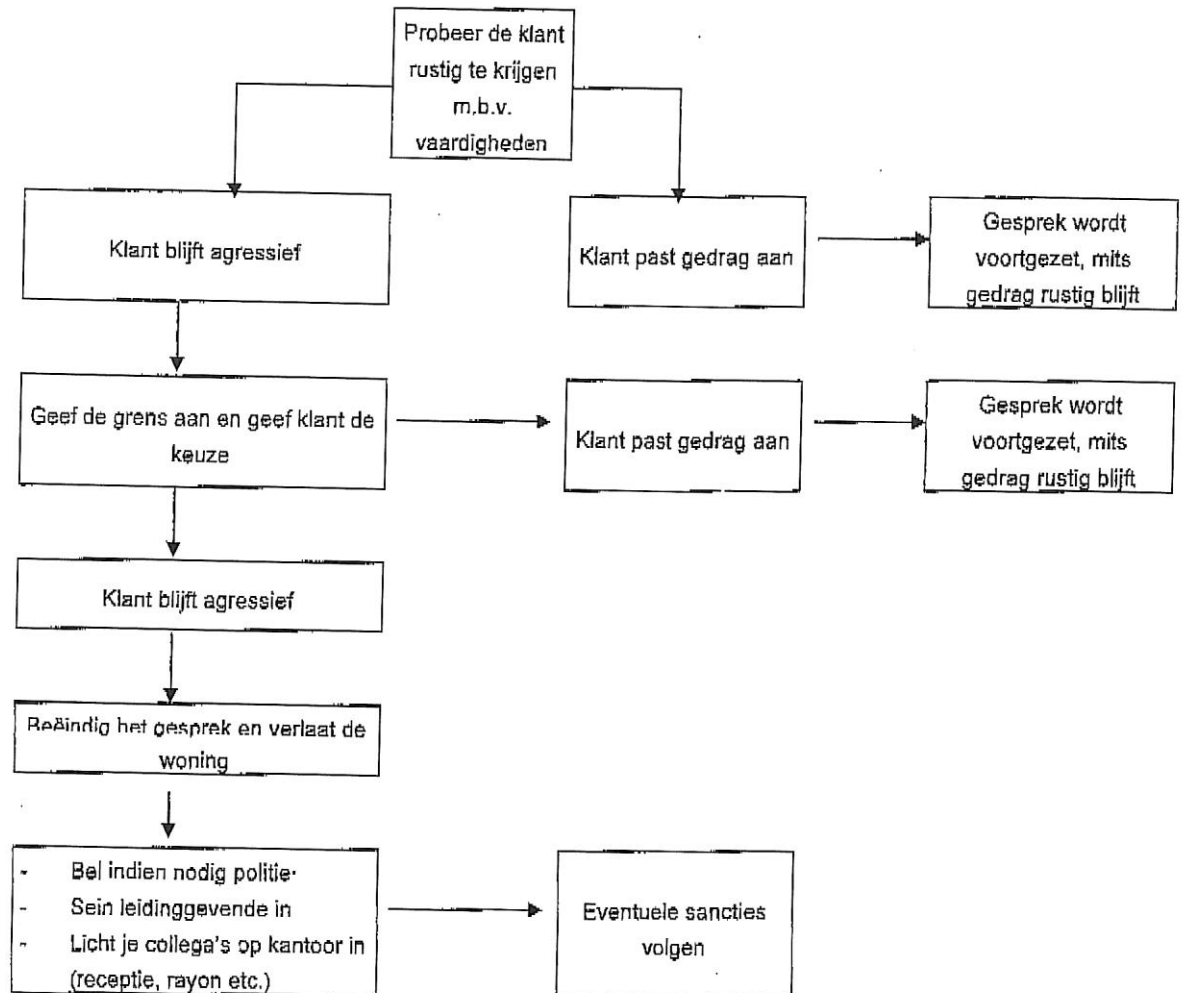 Probeer de klant
rustig te krijgen
m.b.v.
vaardigheden
Klant blijft agressief
Klant past gedrag aan
Gesprek wordt
voortgezet, mits
gedrag rustig blijft
Geef de grens aan en geef klant de
keuze
Klant past gedrag aan
Gesprek wordt
voortgezet, mits
gedrag rustig blijft
Klant blijft agressief
Beëindig het gesprek en verlaat de
woning
- Bel indien nodig politie
- Sein leidinggevende in
- Licht je collega's op kantoor in
(receptie, rayon etc.)
Eventuele sancties
volgen